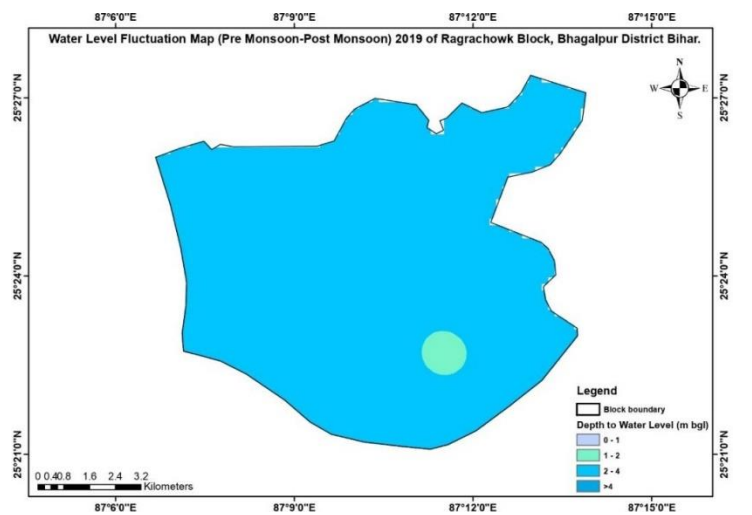 87°6'0"E 87°9'0"E 87°12'0"E 87°15'0"E
Water Level Fluctuation Map (Pre Monsoon-Post Monsoon) 2019 of Ragrachowk Block, Bhagalpur District Bihar.
N
W E
S
25°27'0"N 25°27'0"N
25°24'0"N 25°24'0"N
25°21'0"N 25°21'0"N
Legend
Block boundary
Depth to Water Level (m bgl)
0 - 1
1 - 2
2 - 4
>4
0 0.40.8 1.6 2.4 3.2
Kilometers
87°6'0"E 87°9'0"E 87°12'0"E 87°15'0"E